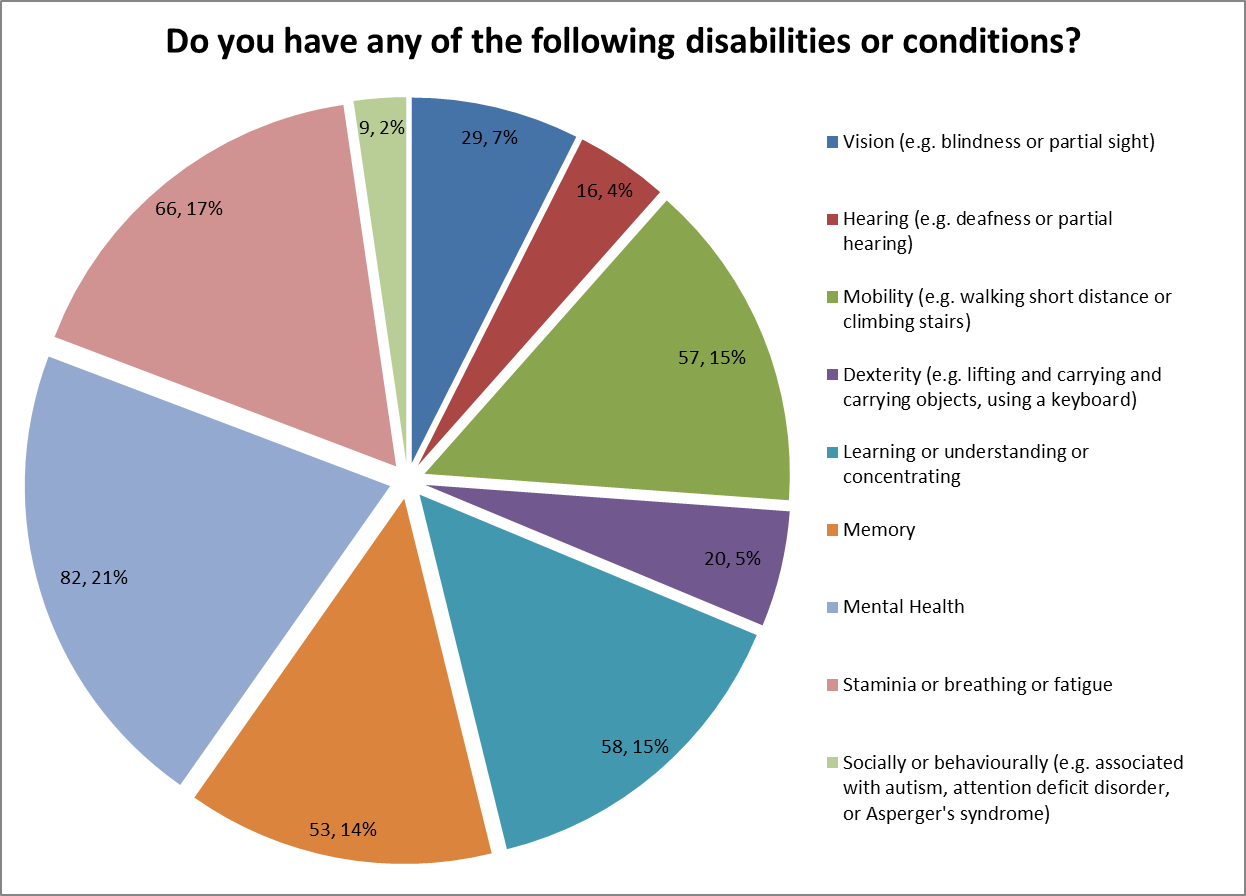 Do you have any of the following disabilities or conditions?
9, 2%
29, 7%
16, 4%
66, 17%
57, 15%
20, 5%
82, 21%
58, 15%
53, 14%
Vision (e.g. blindness or partial sight)
Hearing (e.g. deafness or partial
hearing)
Mobility (e.g. walking short distance or
climbing stairs)
Dexterity (e.g. lifting and carrying and
carrying objects, using a keyboard)
Learning or understanding or
concentrating
Memory
Mental Health
Staminia or breathing or fatigue
Socially or behaviourally (e.g. associated
with autism, attention deficit disorder,
or Asperger's syndrome)